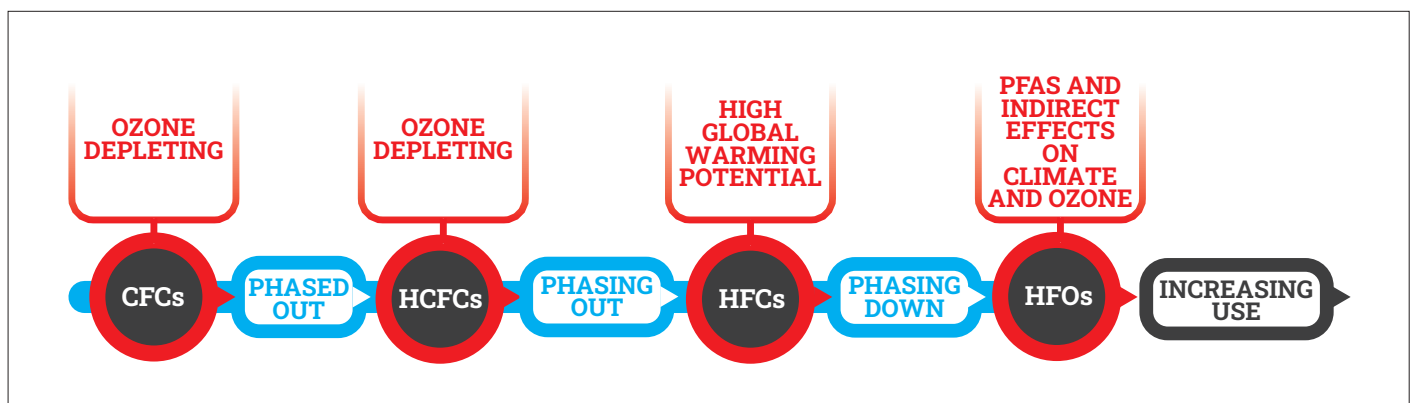 OZONE
DEPLETING
OZONE
DEPLETING
HIGH
GLOBAL
WARMING
POTENTIAL
PFAS AND
INDIRECT
EFFECTS
ON
CLIMATE
AND OZONE
CFCs
PHASED
OUT
HCFCs
PHASING
OUT
HFCs
PHASING
DOWN
HFOs
INCREASING
USE